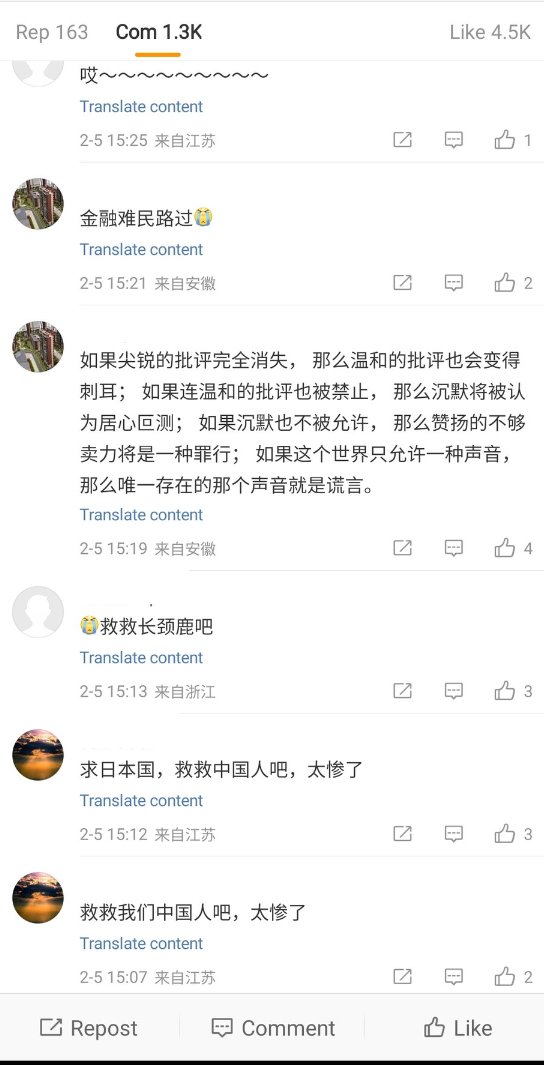 Rep 163 Com 1.3K Like 4.5K
哎～～～～～～～～～
Translate content
2-5 15:25 来自江苏 1
金融难民路过😭
Translate content
2-5 15:21 来自安徽 2
如果尖锐的批评完全消失， 那么温和的批评也会变得
刺耳； 如果连温和的批评也被禁止， 那么沉默将被认
为居心叵测； 如果沉默也不被允许， 那么赞扬的不够
卖力将是一种罪行； 如果这个世界只允许一种声音，
那么唯一存在的那个声音就是谎言。
Translate content
2-5 15:19 来自安徽 4
😭救救长颈鹿吧
Translate content
2-5 15:13 来自浙江 3
求日本国，救救中国人吧，太惨了
Translate content
2-5 15:12 来自江苏 3
救救我们中国人吧，太惨了
Translate content
2-5 15:07 来自江苏 2
Repost Comment Like